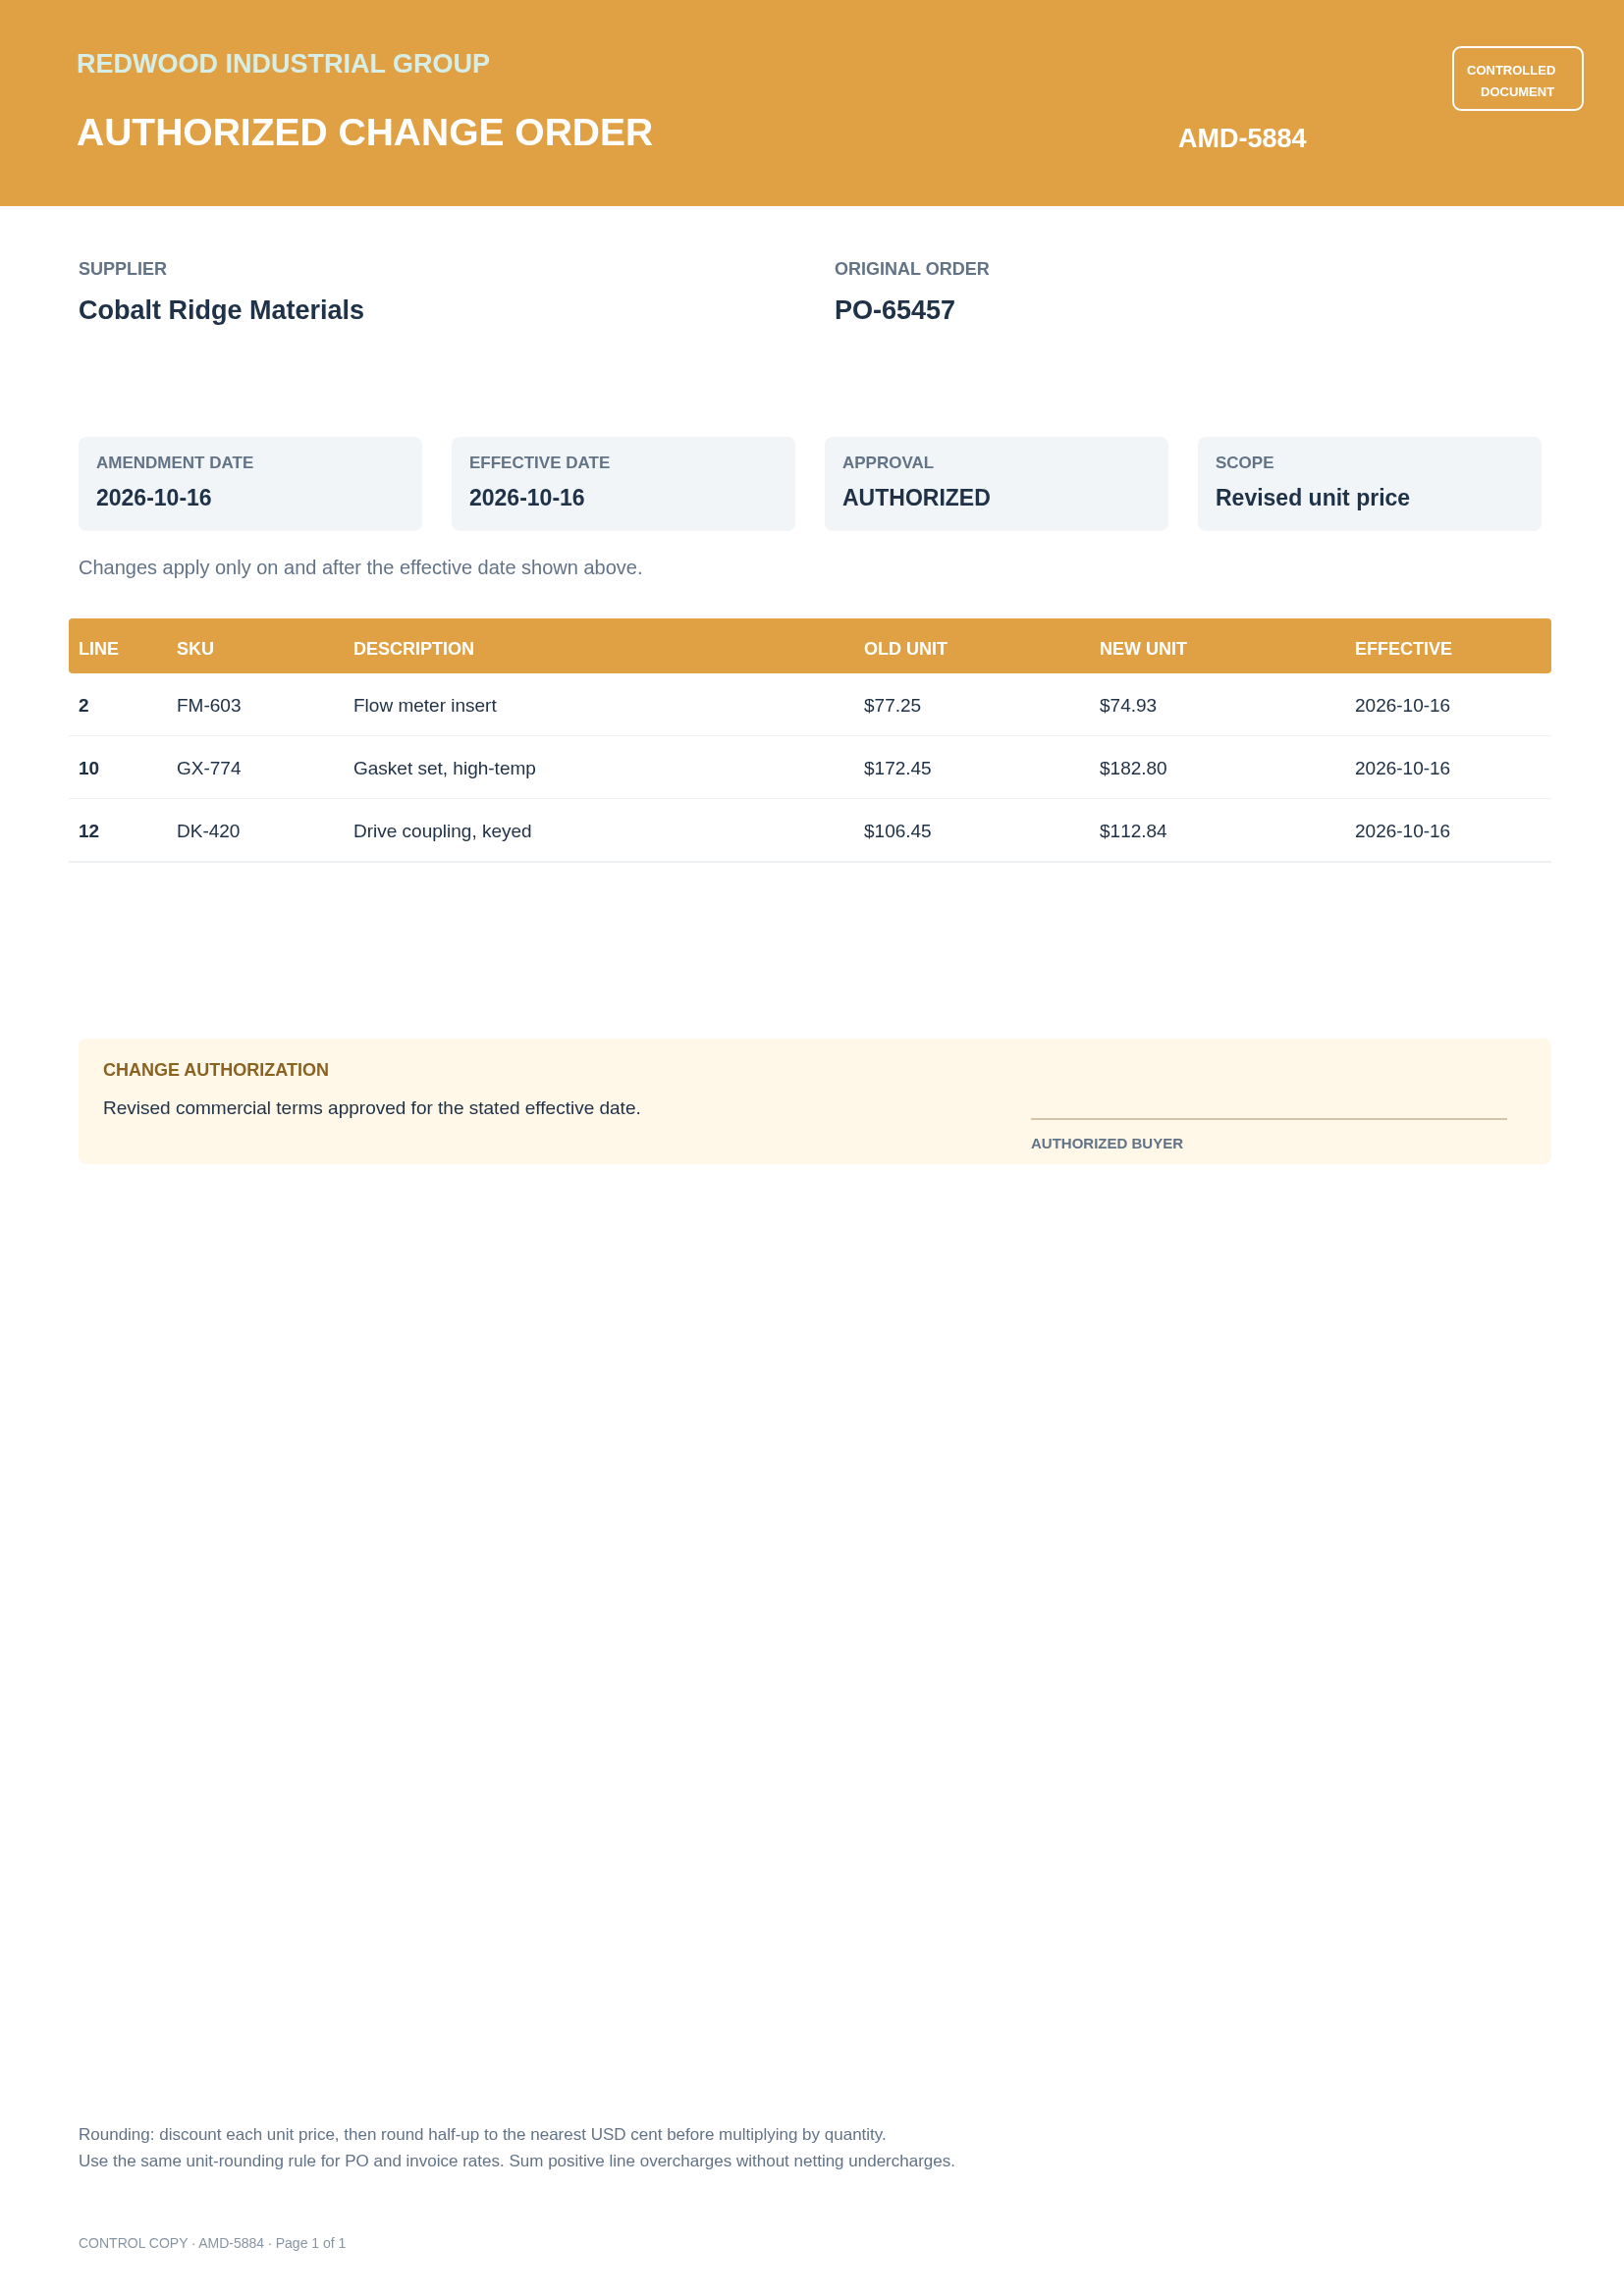 REDWOOD INDUSTRIAL GROUP
AUTHORIZED CHANGE ORDER
AMD-5884
CONTROLLED
DOCUMENT
SUPPLIER
Cobalt Ridge Materials
ORIGINAL ORDER
PO-65457
AMENDMENT DATE
2026-10-16
EFFECTIVE DATE
2026-10-16
APPROVAL
AUTHORIZED
SCOPE
Revised unit price
Changes apply only on and after the effective date shown above.
LINE SKU DESCRIPTION OLD UNIT NEW UNIT EFFECTIVE
2 FM-603 Flow meter insert $77.25 $74.93 2026-10-16
10 GX-774 Gasket set, high-temp $172.45 $182.80 2026-10-16
12 DK-420 Drive coupling, keyed $106.45 $112.84 2026-10-16
CHANGE AUTHORIZATION
Revised commercial terms approved for the stated effective date.
AUTHORIZED BUYER
Rounding: discount each unit price, then round half-up to the nearest USD cent before multiplying by quantity.
Use the same unit-rounding rule for PO and invoice rates. Sum positive line overcharges without netting undercharges.
CONTROL COPY · AMD-5884 · Page 1 of 1